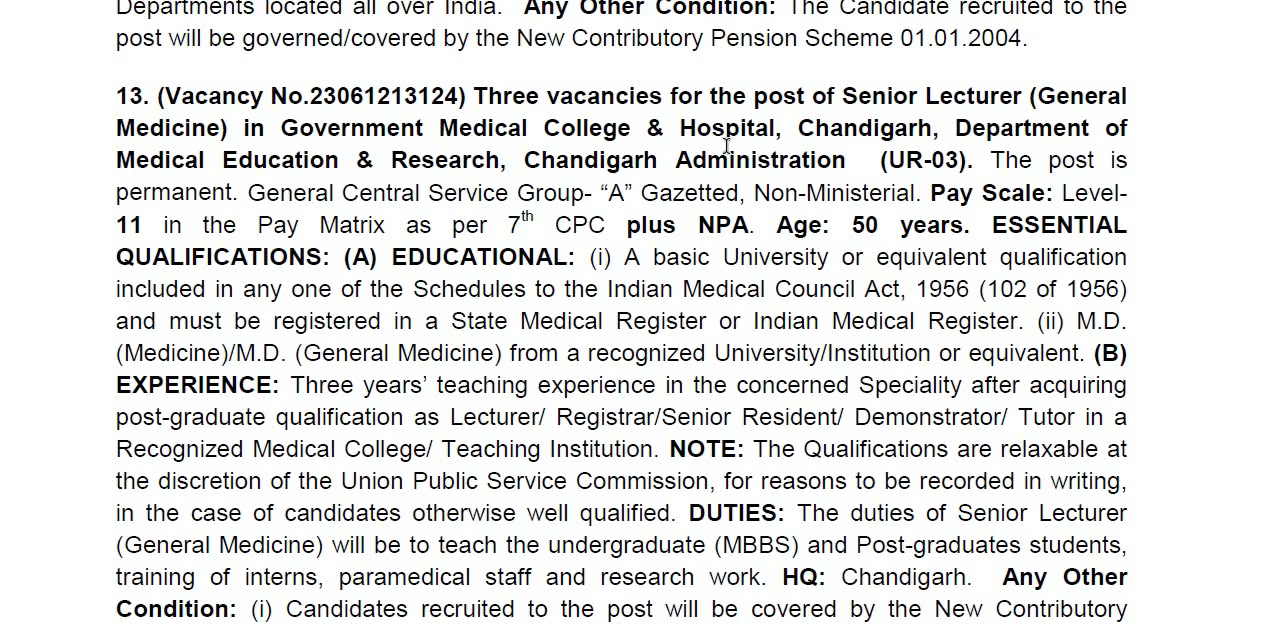 Departments located all over India. Any Other Condition: The Candidate recruited to the
post will be governed/covered by the New Contributory Pension Scheme 01.01.2004.
13. (Vacancy No.23061213124) Three vacancies for the post of Senior Lecturer (General
Medicine) in Government Medical College & Hospital, Chandigarh, Department of
Medical Education & Research, Chandigarh Administration (UR-03). The post is
permanent. General Central Service Group- “A” Gazetted, Non-Ministerial. Pay Scale: Level-
11 in the Pay Matrix as per 7th CPC plus NPA. Age: 50 years. ESSENTIAL
QUALIFICATIONS: (A) EDUCATIONAL: (i) A basic University or equivalent qualification
included in any one of the Schedules to the Indian Medical Council Act, 1956 (102 of 1956)
and must be registered in a State Medical Register or Indian Medical Register. (ii) M.D.
(Medicine)/M.D. (General Medicine) from a recognized University/Institution or equivalent. (B)
EXPERIENCE: Three years’ teaching experience in the concerned Speciality after acquiring
post-graduate qualification as Lecturer/ Registrar/Senior Resident/ Demonstrator/ Tutor in a
Recognized Medical College/ Teaching Institution. NOTE: The Qualifications are relaxable at
the discretion of the Union Public Service Commission, for reasons to be recorded in writing,
in the case of candidates otherwise well qualified. DUTIES: The duties of Senior Lecturer
(General Medicine) will be to teach the undergraduate (MBBS) and Post-graduates students,
training of interns, paramedical staff and research work. HQ: Chandigarh. Any Other
Condition: (i) Candidates recruited to the post will be covered by the New Contributory